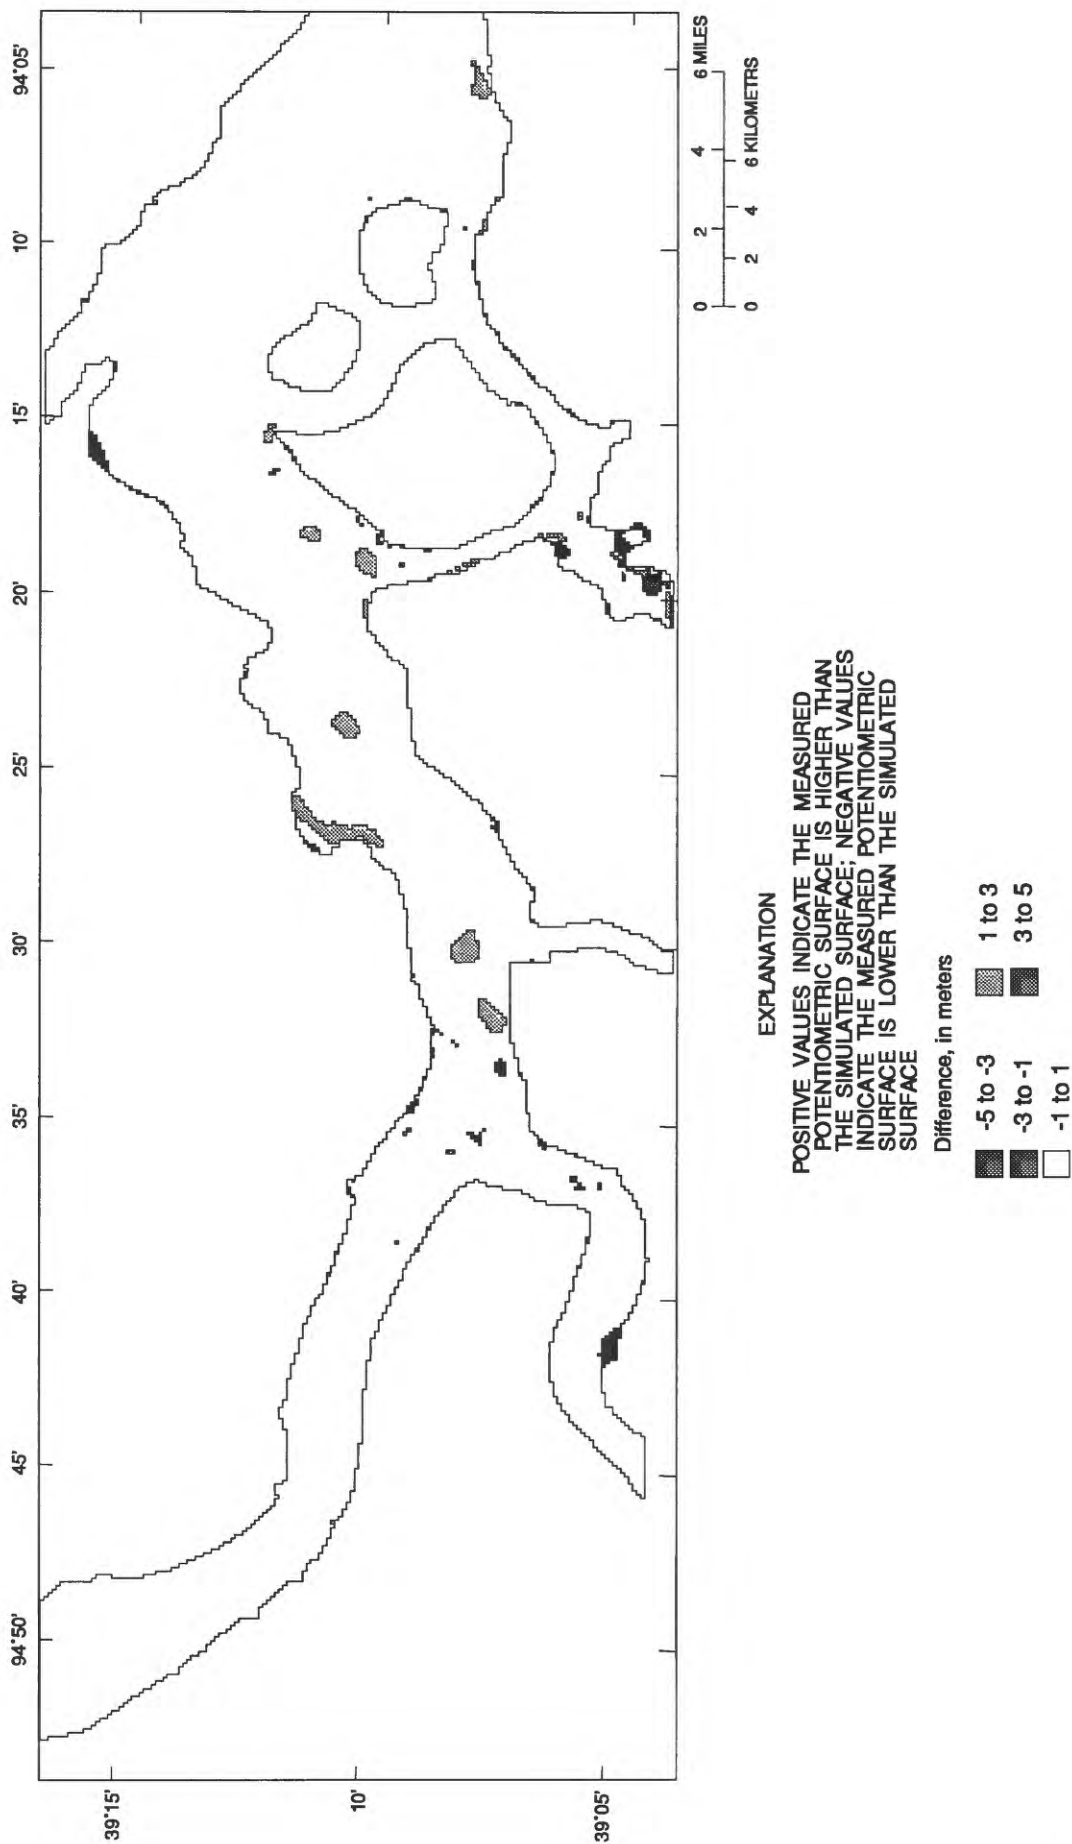 94°50'
45'
40'
35'
30'
25'
20'
15'
10'
94°05'
39°15'
10'
39°05'
0 2 4 6 MILES
0 2 4 6 KILOMETRS
EXPLANATION
POSITIVE VALUES INDICATE THE MEASURED
POTENTIOMETRIC SURFACE IS HIGHER THAN
THE SIMULATED SURFACE; NEGATIVE VALUES
INDICATE THE MEASURED POTENTIOMETRIC
SURFACE IS LOWER THAN THE SIMULATED
SURFACE
Difference, in meters
-5 to -3
-3 to -1
-1 to 1
1 to 3
3 to 5